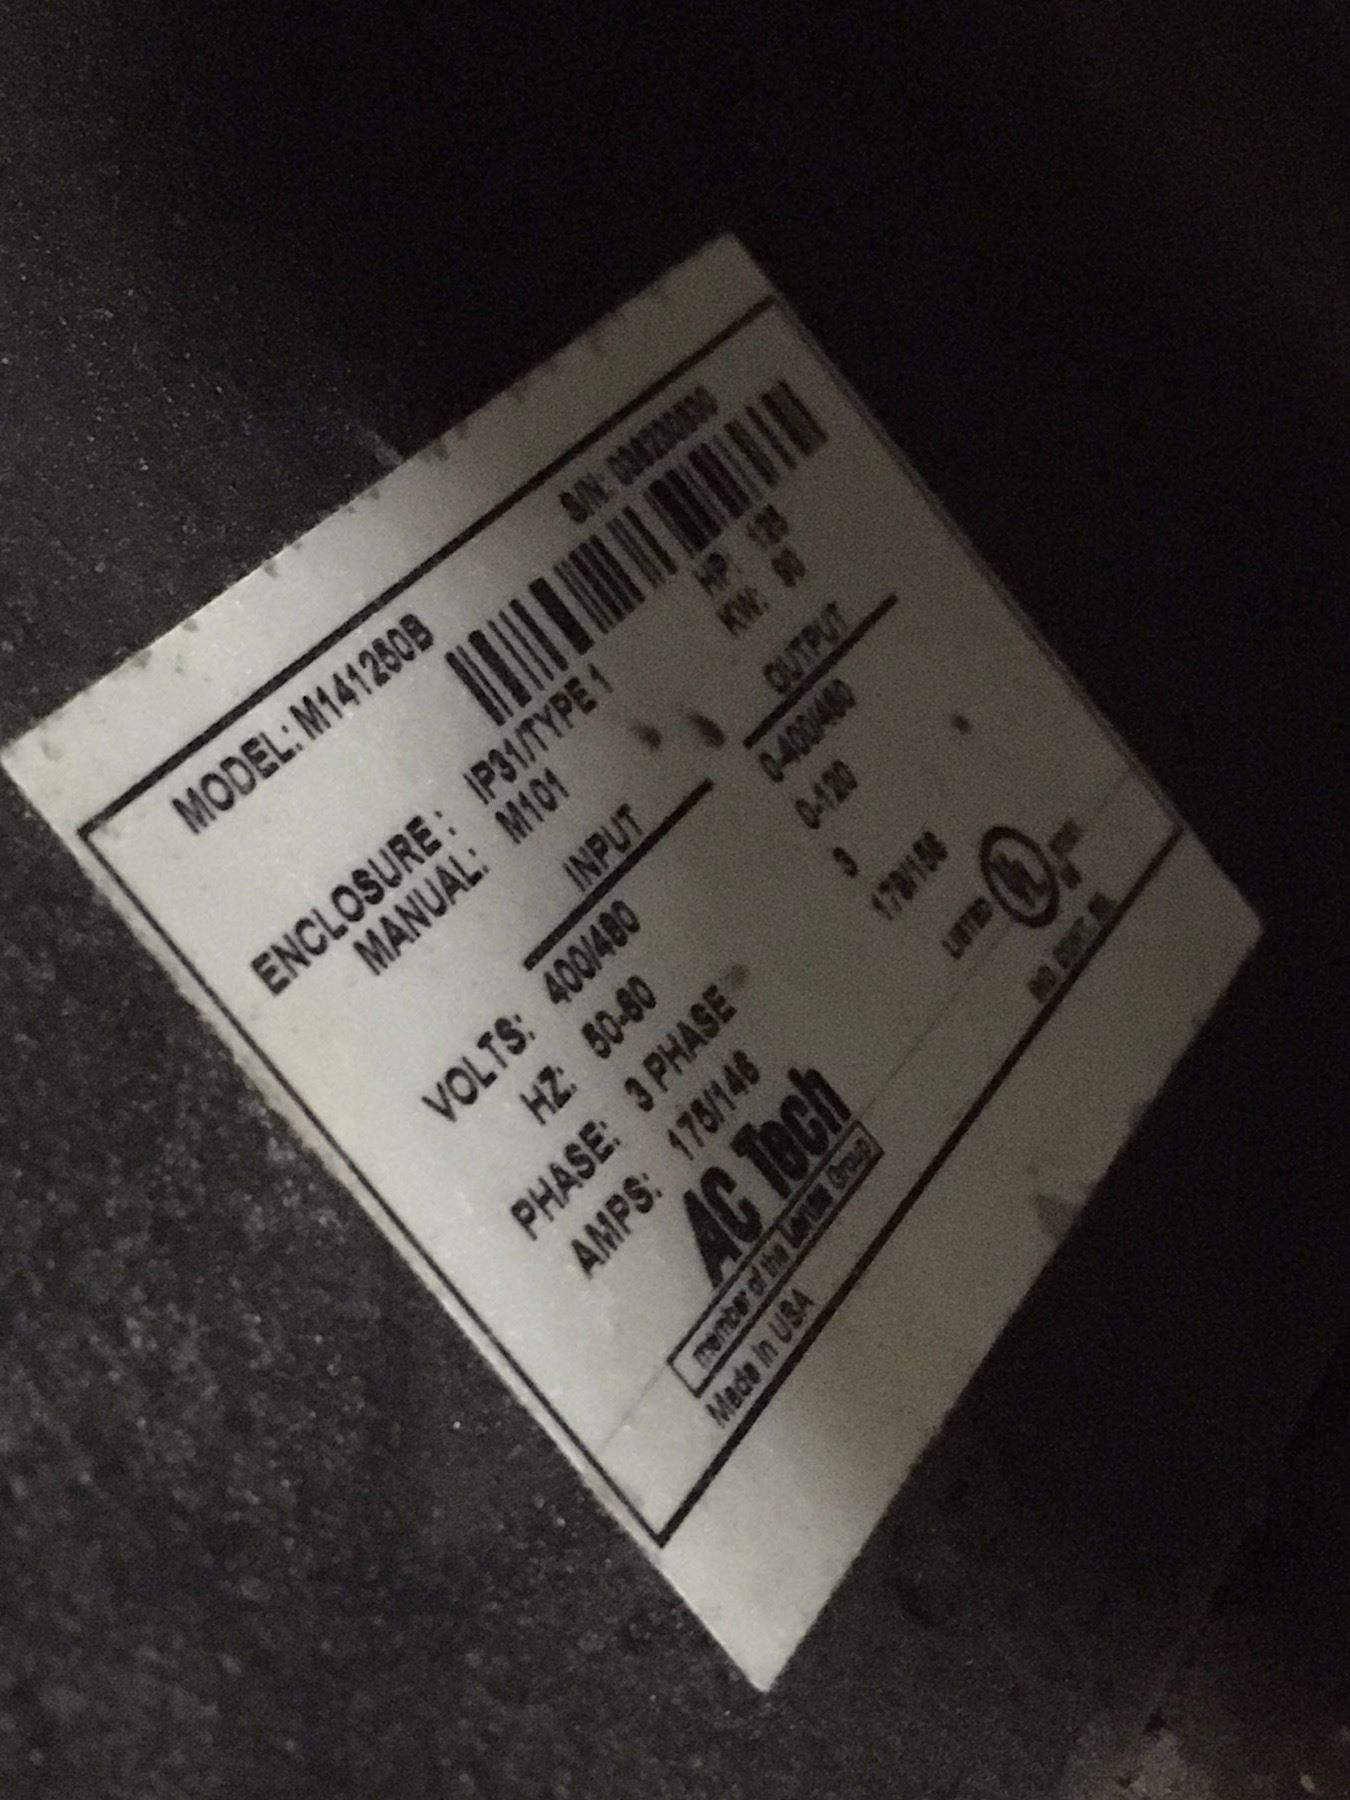 MODEL: M141250B
ENCLOSURE: IP31/TYPE 1
HP: 125
MANUAL: M101
KW: 90
INPUT OUTPUT
VOLTS: 400/480 0-400/480
HZ: 50-60 0-120
PHASE: 3 PHASE 3
AMPS: 175/146
AC Tech
LISTED UL
member of the Lenze Group
Made in USA